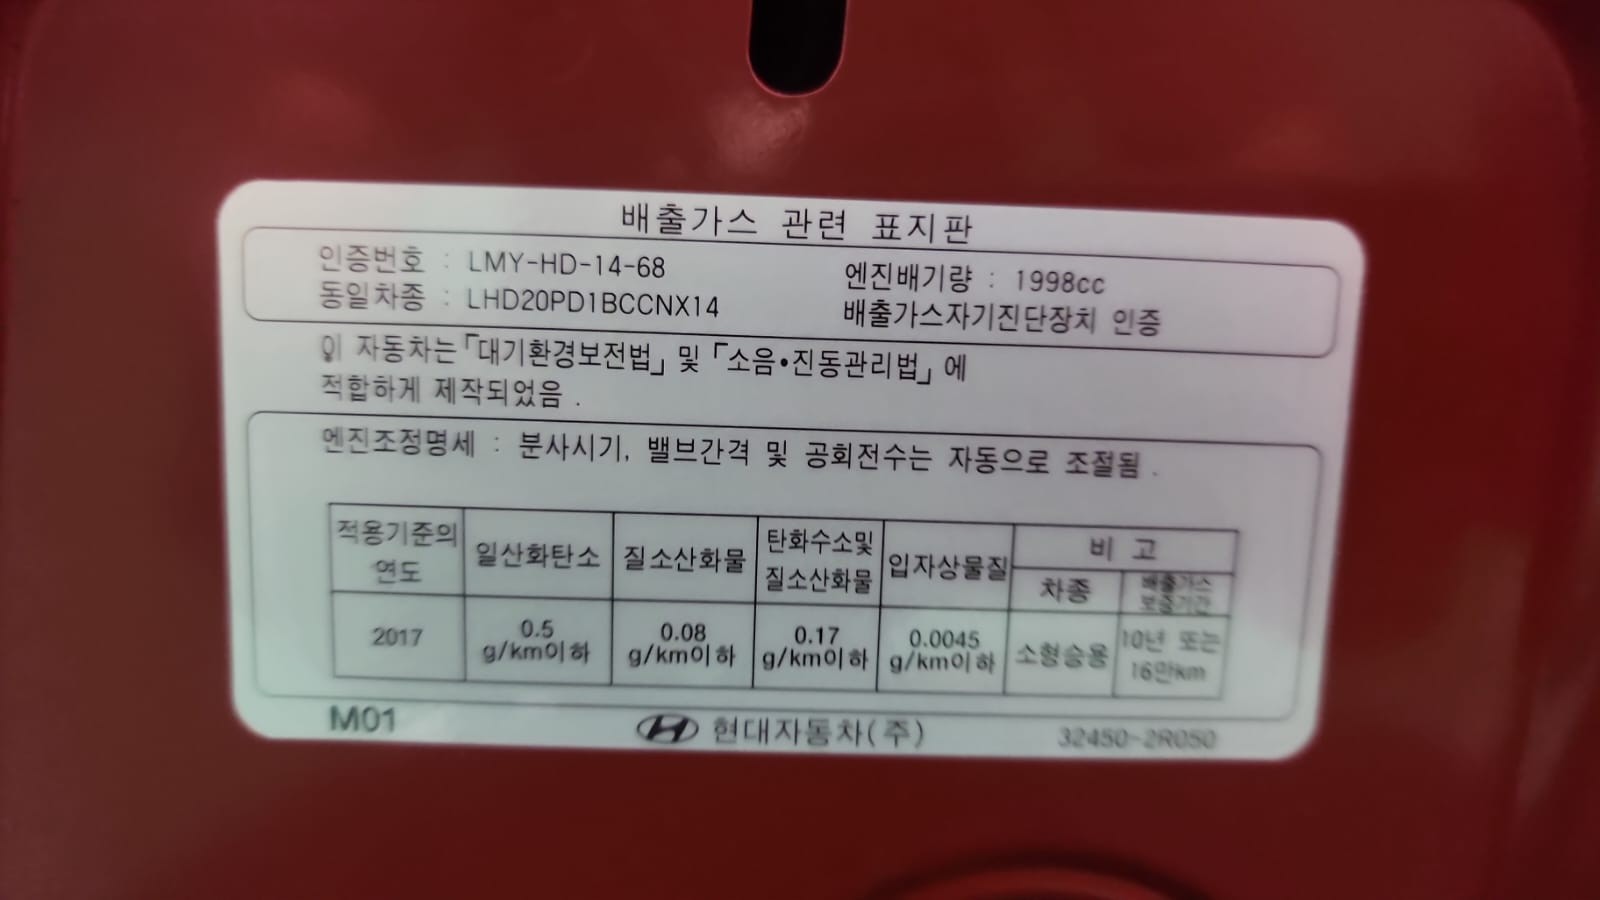 배출가스 관련 표지판
인증번호 : LMY-HD-14-68
동일차종 : LHD20PD1BCCNX14
엔진배기량 : 1998cc
배출가스자기진단장치 인증
이 자동차는「대기환경보전법」및「소음•진동관리법」에
적합하게 제작되었음 .
엔진조정명세 : 분사시기, 밸브간격 및 공회전수는 자동으로 조절됨 .
적용기준의
연도
일산화탄소
질소산화물
탄화수소및
질소산화물
입자상물질
비 고
차종
배출가스
보증기간
2017
0.5
g/km이하
0.08
g/km이하
0.17
g/km이하
0.0045
g/km이하
소형승용
10년 또는
16만km
M01
현대자동차(주)
32450-2R050